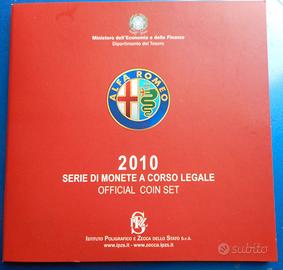 Ministero dell'Economia e delle Finanze
Dipartimento del Tesoro
ALFA ROMEO
2010
SERIE DI MONETE A CORSO LEGALE
OFFICIAL COIN SET
ISTITUTO POLIGRAFICO E ZECCA DELLO STATO S.P.A.
www.ipzs.it - www.zecca.ipzs.it
subito